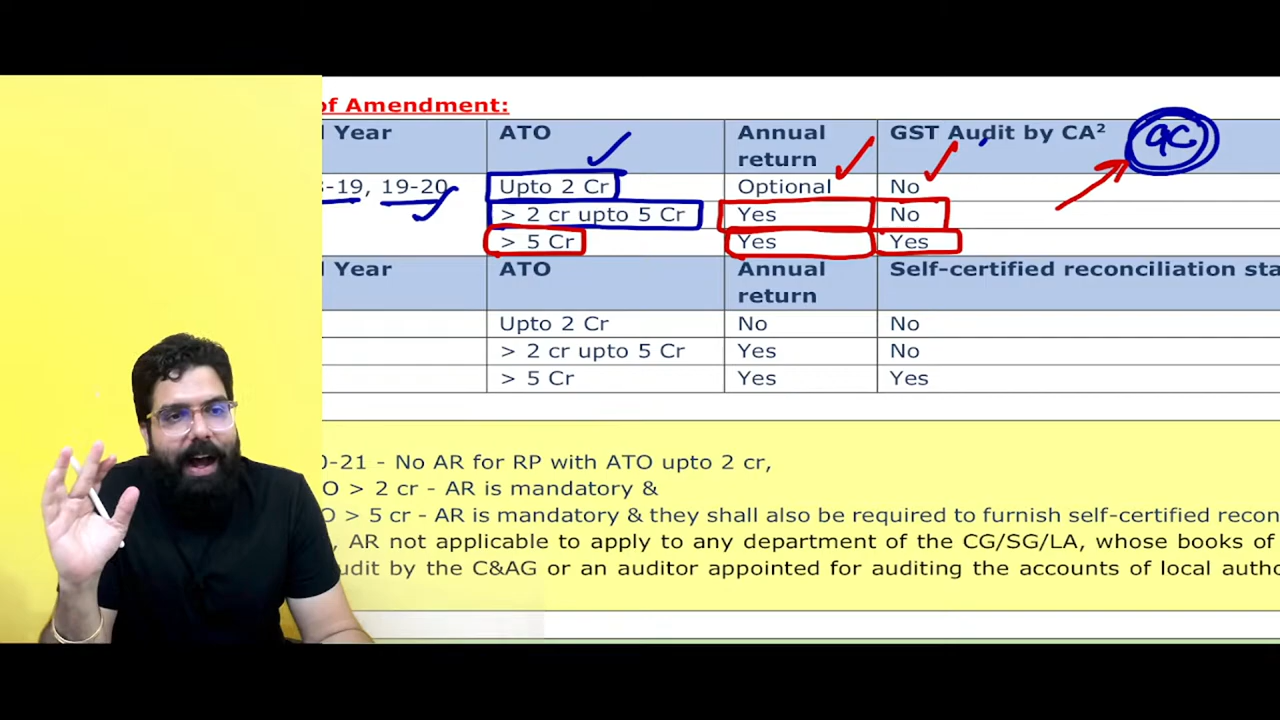 of Amendment:
Year ATO Annual return GST Audit by CA² 9C
-19, 19-20 Upto 2 Cr Optional No
> 2 cr upto 5 Cr Yes No
> 5 Cr Yes Yes
Year ATO Annual return Self-certified reconciliation sta
Upto 2 Cr No No
> 2 cr upto 5 Cr Yes No
> 5 Cr Yes Yes
0-21 - No AR for RP with ATO upto 2 cr,
O > 2 cr - AR is mandatory &
O > 5 cr - AR is mandatory & they shall also be required to furnish self-certified recon
, AR not applicable to apply to any department of the CG/SG/LA, whose books of
udit by the C&AG or an auditor appointed for auditing the accounts of local autho